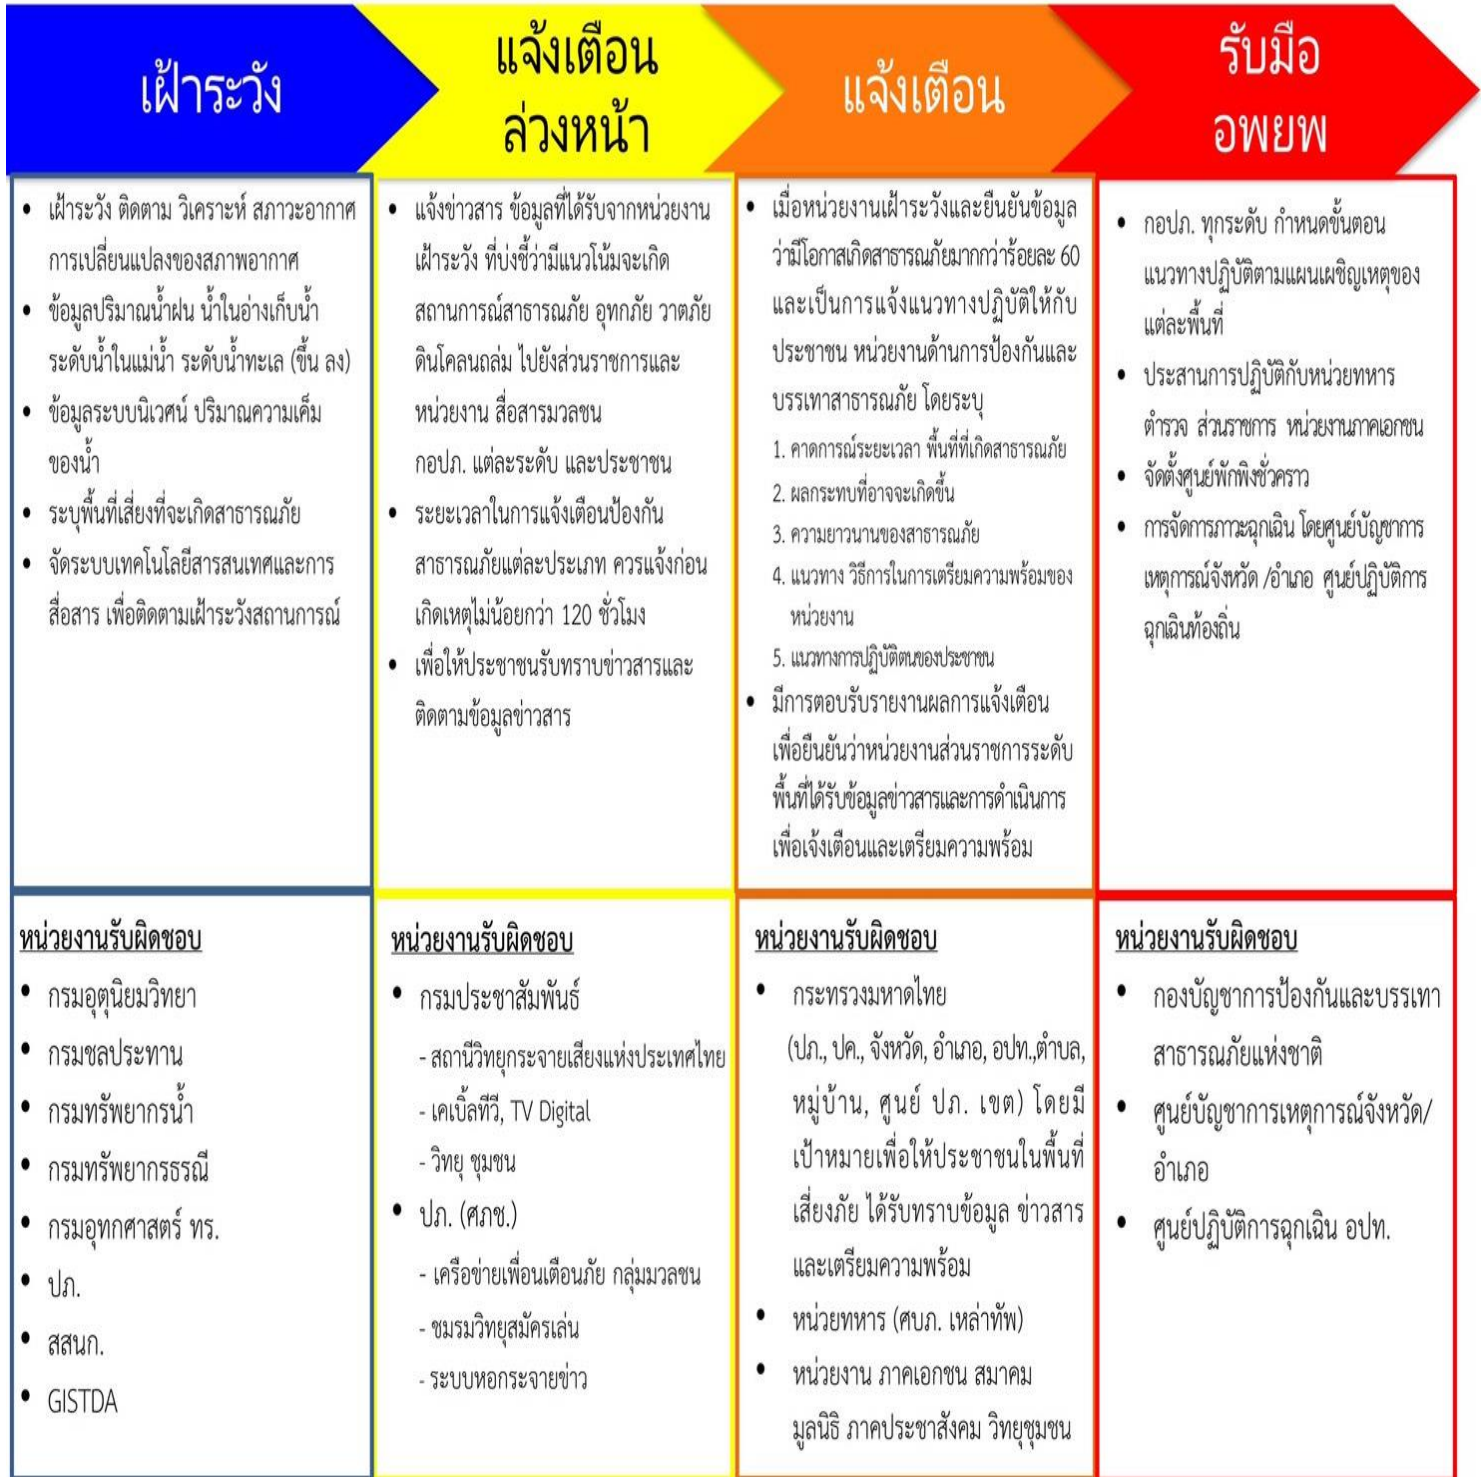 เฝ้าระวัง
แจ้งเตือน
ล่วงหน้า
แจ้งเตือน
รับมือ
อพยพ
• เฝ้าระวัง ติดตาม วิเคราะห์ สภาวะอากาศ
การเปลี่ยนแปลงของสภาพอากาศ
• ข้อมูลปริมาณน้ำฝน น้ำในอ่างเก็บน้ำ
ระดับน้ำในแม่น้ำ ระดับน้ำทะเล (ขึ้น ลง)
• ข้อมูลระบบนิเวศน์ ปริมาณความเค็ม
ของน้ำ
• ระบุพื้นที่เสี่ยงที่จะเกิดสาธารณภัย
• จัดระบบเทคโนโลยีสารสนเทศและการ
สื่อสาร เพื่อติดตามเฝ้าระวังสถานการณ์
• แจ้งข่าวสาร ข้อมูลที่ได้รับจากหน่วยงาน
เฝ้าระวัง ที่บ่งชี้ว่ามีแนวโน้มจะเกิด
สถานการณ์สาธารณภัย อุทกภัย วาตภัย
ดินโคลนถล่ม ไปยังส่วนราชการและ
หน่วยงาน สื่อสารมวลชน
กอปภ. แต่ละระดับ และประชาชน
• ระยะเวลาในการแจ้งเตือนป้องกัน
สาธารณภัยแต่ละประเภท ควรแจ้งก่อน
เกิดเหตุไม่น้อยกว่า 120 ชั่วโมง
• เพื่อให้ประชาชนรับทราบข่าวสารและ
ติดตามข้อมูลข่าวสาร
• เมื่อหน่วยงานเฝ้าระวังและยืนยันข้อมูล
ว่ามีโอกาสเกิดสาธารณภัยมากกว่าร้อยละ 60
และเป็นการแจ้งแนวทางปฏิบัติให้กับ
ประชาชน หน่วยงานด้านการป้องกันและ
บรรเทาสาธารณภัย โดยระบุ
1. คาดการณ์ระยะเวลา พื้นที่ที่เกิดสาธารณภัย
2. ผลกระทบที่อาจจะเกิดขึ้น
3. ความยาวนานของสาธารณภัย
4. แนวทาง วิธีการในการเตรียมความพร้อมของ
หน่วยงาน
5. แนวทางการปฏิบัติตนของประชาชน
• มีการตอบรับรายงานผลการแจ้งเตือน
เพื่อยืนยันว่าหน่วยงานส่วนราชการระดับ
พื้นที่ได้รับข้อมูลข่าวสารและการดำเนินการ
เพื่อเจ้งเตือนและเตรียมความพร้อม
• กอปภ. ทุกระดับ กำหนดขั้นตอน
แนวทางปฏิบัติตามแผนเผชิญเหตุของ
แต่ละพื้นที่
• ประสานการปฏิบัติกับหน่วยทหาร
ตำรวจ ส่วนราชการ หน่วยงานภาคเอกชน
• จัดตั้งศูนย์พักพิงชั่วคราว
• การจัดการภาวะฉุกเฉิน โดยศูนย์บัญชาการ
เหตุการณ์จังหวัด /อำเภอ ศูนย์ปฏิบัติการ
ฉุกเฉินท้องถิ่น
หน่วยงานรับผิดชอบ
• กรมอุตุนิยมวิทยา
• กรมชลประทาน
• กรมทรัพยากรน้ำ
• กรมทรัพยากรธรณี
• กรมอุทกศาสตร์ ทร.
• ปภ.
• สสนก.
• GISTDA
หน่วยงานรับผิดชอบ
• กรมประชาสัมพันธ์
- สถานีวิทยุกระจายเสียงแห่งประเทศไทย
- เคเบิ้ลทีวี, TV Digital
- วิทยุ ชุมชน
• ปภ. (ศภช.)
- เครือข่ายเพื่อนเตือนภัย กลุ่มมวลชน
- ชมรมวิทยุสมัครเล่น
- ระบบหอกระจายข่าว
หน่วยงานรับผิดชอบ
• กระทรวงมหาดไทย
(ปภ., ปค., จังหวัด, อำเภอ, อปท.,ตำบล,
หมู่บ้าน, ศูนย์ ปภ. เขต) โดยมี
เป้าหมายเพื่อให้ประชาชนในพื้นที่
เสี่ยงภัย ได้รับทราบข้อมูล ข่าวสาร
และเตรียมความพร้อม
• หน่วยทหาร (ศบภ. เหล่าทัพ)
• หน่วยงาน ภาคเอกชน สมาคม
มูลนิธิ ภาคประชาสังคม วิทยุชุมชน
หน่วยงานรับผิดชอบ
• กองบัญชาการป้องกันและบรรเทา
สาธารณภัยแห่งชาติ
• ศูนย์บัญชาการเหตุการณ์จังหวัด/
อำเภอ
• ศูนย์ปฏิบัติการฉุกเฉิน อปท.